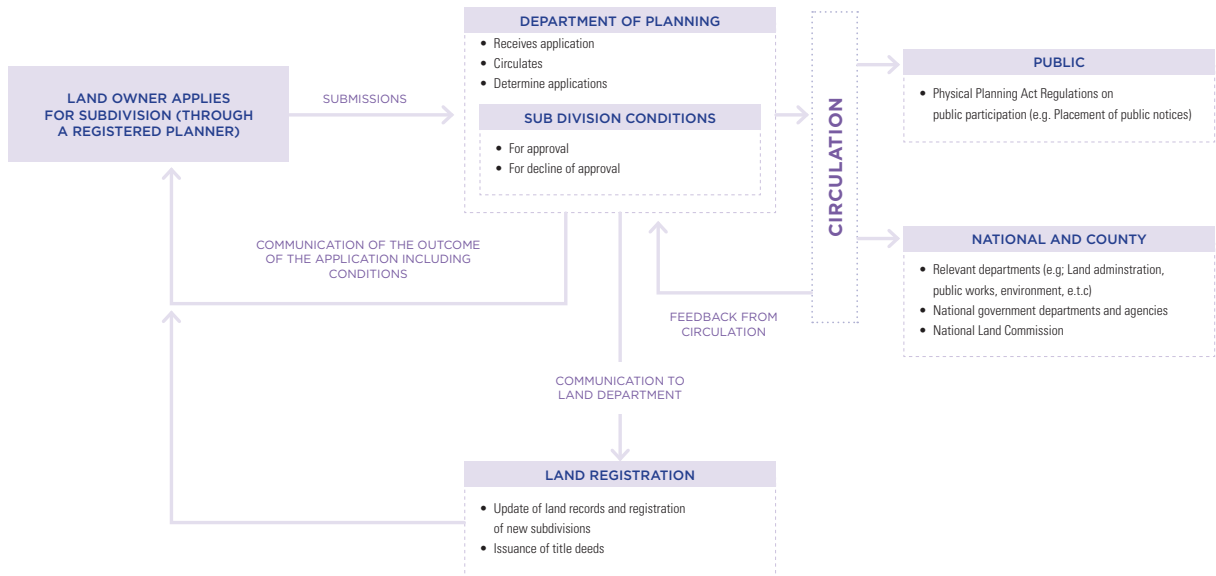 LAND OWNER APPLIES
FOR SUBDIVISION (THROUGH
A REGISTERED PLANNER)
SUBMISSIONS
DEPARTMENT OF PLANNING
• Receives application
• Circulates
• Determine applications
SUB DIVISION CONDITIONS
• For approval
• For decline of approval
CIRCULATION
PUBLIC
• Physical Planning Act Regulations on
public participation (e.g. Placement of public notices)
NATIONAL AND COUNTY
• Relevant departments (e.g; Land adminstration,
public works, environment, e.t.c)
• National government departments and agencies
• National Land Commission
COMMUNICATION OF THE OUTCOME
OF THE APPLICATION INCLUDING
CONDITIONS
FEEDBACK FROM
CIRCULATION
COMMUNICATION TO
LAND DEPARTMENT
LAND REGISTRATION
• Update of land records and registration
of new subdivisions
• Issuance of title deeds